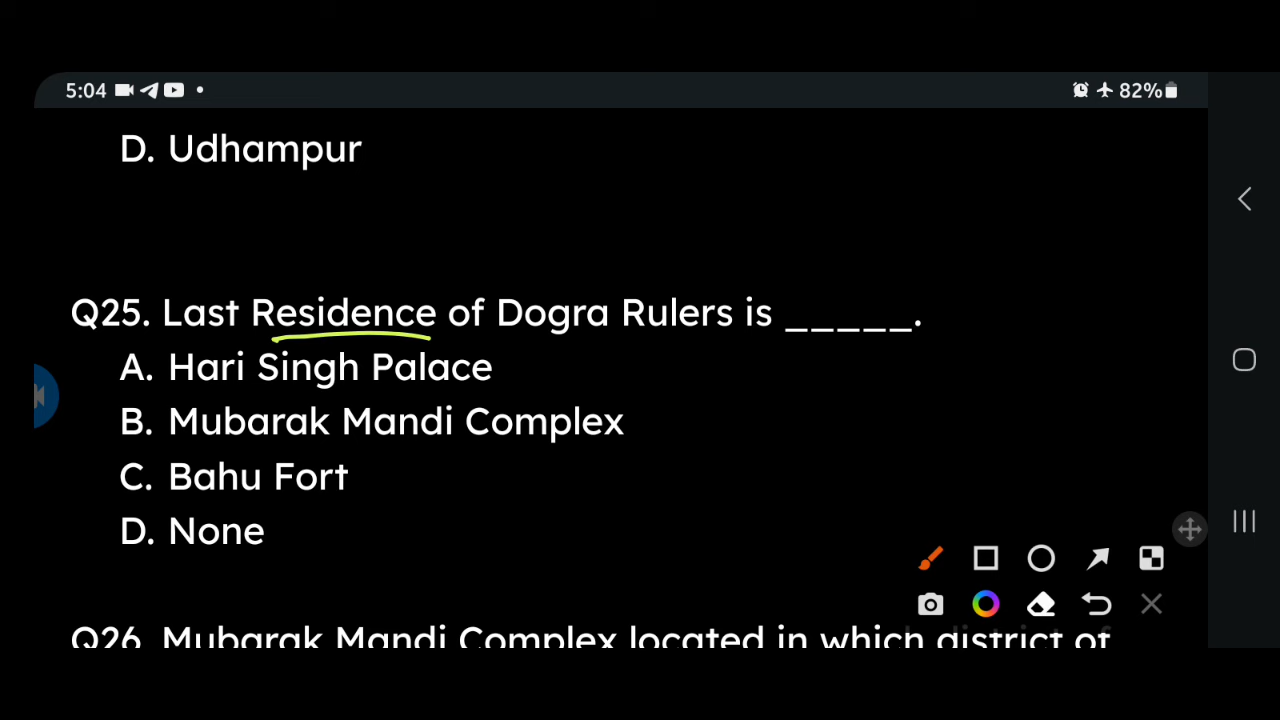 5:04
82%
D. Udhampur
Q25. Last Residence of Dogra Rulers is _____.
A. Hari Singh Palace
B. Mubarak Mandi Complex
C. Bahu Fort
D. None
Q26. Mubarak Mandi Complex located in which district of